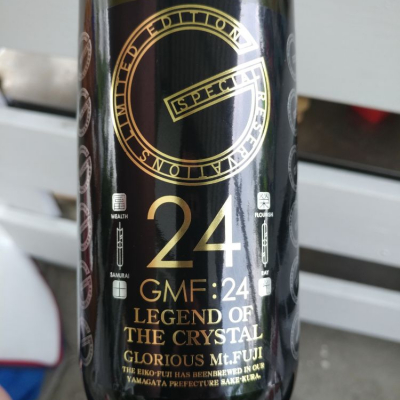 LIMITED EDITION
SPECIAL
RESERVATIONS
24
WEALTH
FLOURISH
SAMURAI
GMF:24
LEGEND OF
THE CRYSTAL
GLORIOUS Mt.FUJI
THE EIKO-FUJI HAS BEENBREWED IN OUR
YAMAGATA PREFECTURE SAKE-KURA.